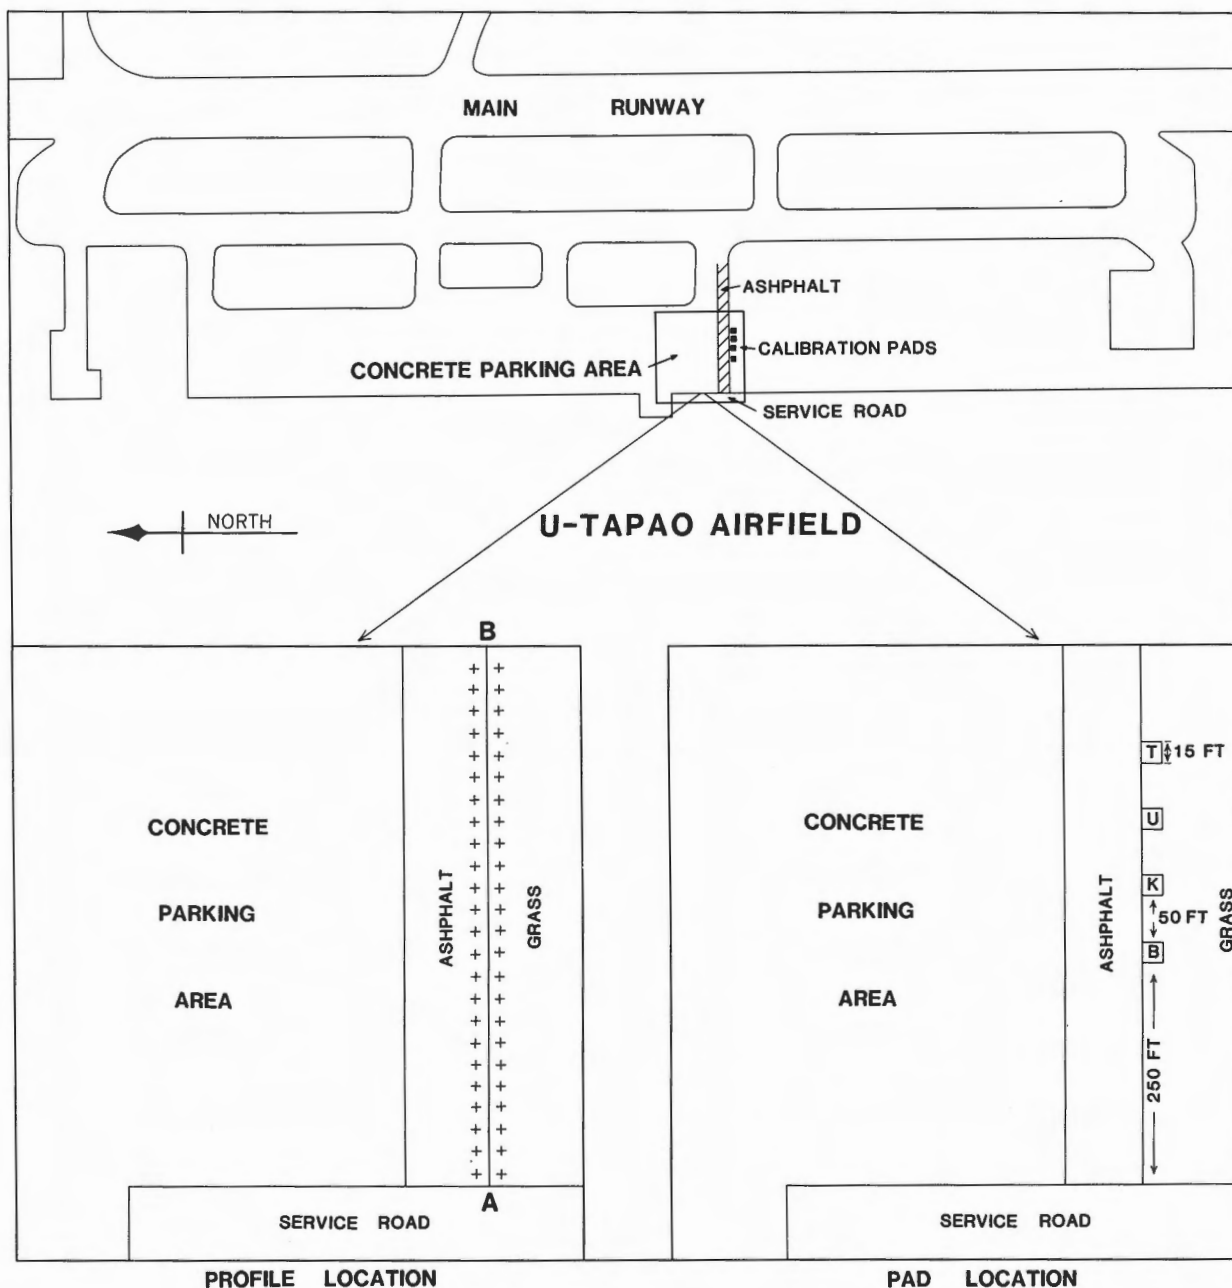 MAIN RUNWAY
ASHPHALT
CALIBRATION PADS
CONCRETE PARKING AREA
SERVICE ROAD
NORTH
U-TAPAO AIRFIELD
B
CONCRETE
PARKING
AREA
ASHPHALT
GRASS
A
SERVICE ROAD
PROFILE LOCATION
T 15 FT
U
K
50 FT
B
250 FT
CONCRETE
PARKING
AREA
ASHPHALT
GRASS
SERVICE ROAD
PAD LOCATION